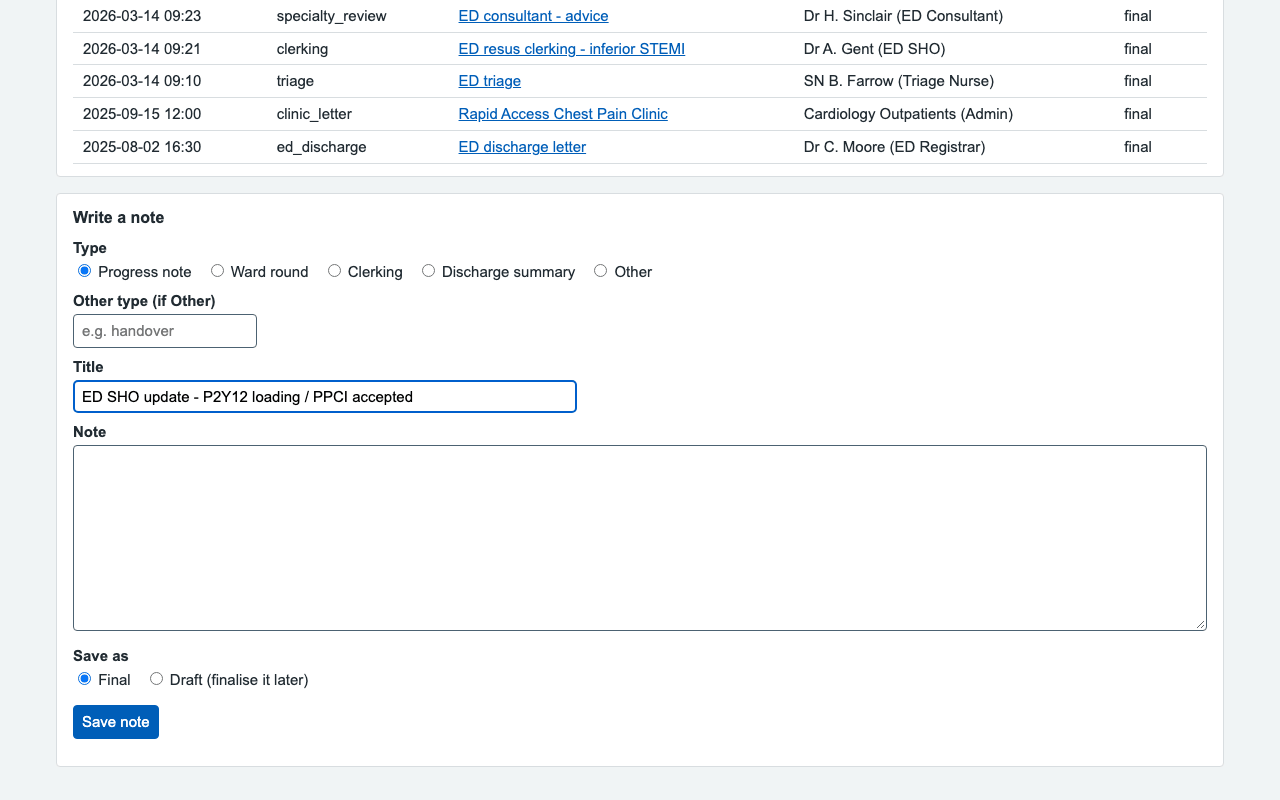 2026-03-14 09:23 specialty_review ED consultant - advice Dr H. Sinclair (ED Consultant) final
2026-03-14 09:21 clerking ED resus clerking - inferior STEMI Dr A. Gent (ED SHO) final
2026-03-14 09:10 triage ED triage SN B. Farrow (Triage Nurse) final
2025-09-15 12:00 clinic_letter Rapid Access Chest Pain Clinic Cardiology Outpatients (Admin) final
2025-08-02 16:30 ed_discharge ED discharge letter Dr C. Moore (ED Registrar) final
Write a note
Type
Progress note Ward round Clerking Discharge summary Other
Other type (if Other)
e.g. handover
Title
ED SHO update - P2Y12 loading / PPCI accepted
Note
Save as
Final Draft (finalise it later)
Save note